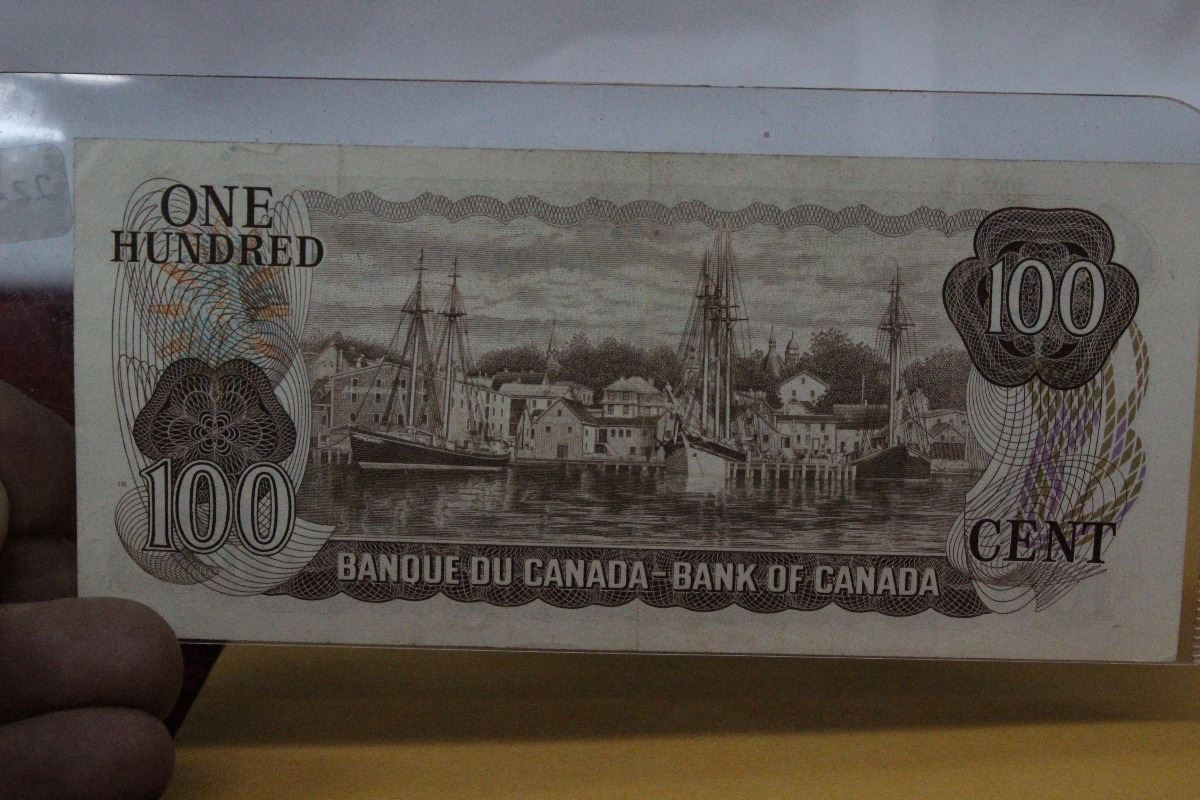 ONE
HUNDRED
100
100
CENT
BANQUE DU CANADA-BANK OF CANADA